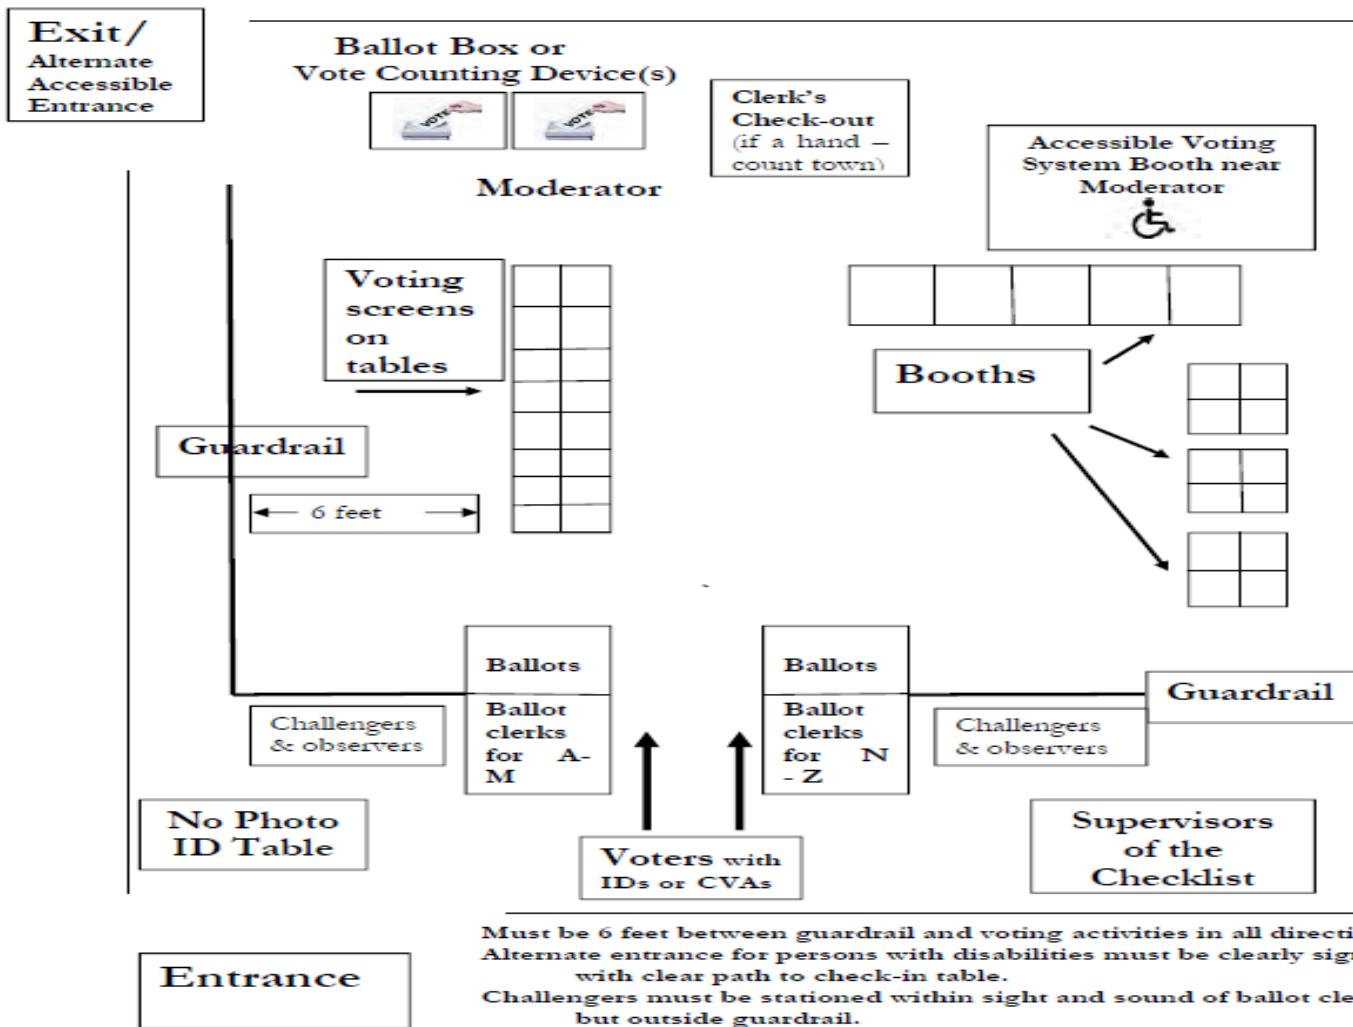 Exit/
Alternate
Accessible
Entrance
Ballot Box or
Vote Counting Device(s)
VOTE
VOTE
Clerk's
Check-out
(if a hand –
count town)
Accessible Voting
System Booth near
Moderator
Moderator
Voting
screens
on
tables
Booths
Guardrail
6 feet
Ballots
Ballot
clerks
for A-
M
Ballots
Ballot
clerks
for N
- Z
Guardrail
Challengers
& observers
Challengers
& observers
No Photo
ID Table
Voters with
IDs or CVAs
Supervisors
of the
Checklist
Entrance
Must be 6 feet between guardrail and voting activities in all directi
Alternate entrance for persons with disabilities must be clearly sig
with clear path to check-in table.
Challengers must be stationed within sight and sound of ballot cle
but outside guardrail.